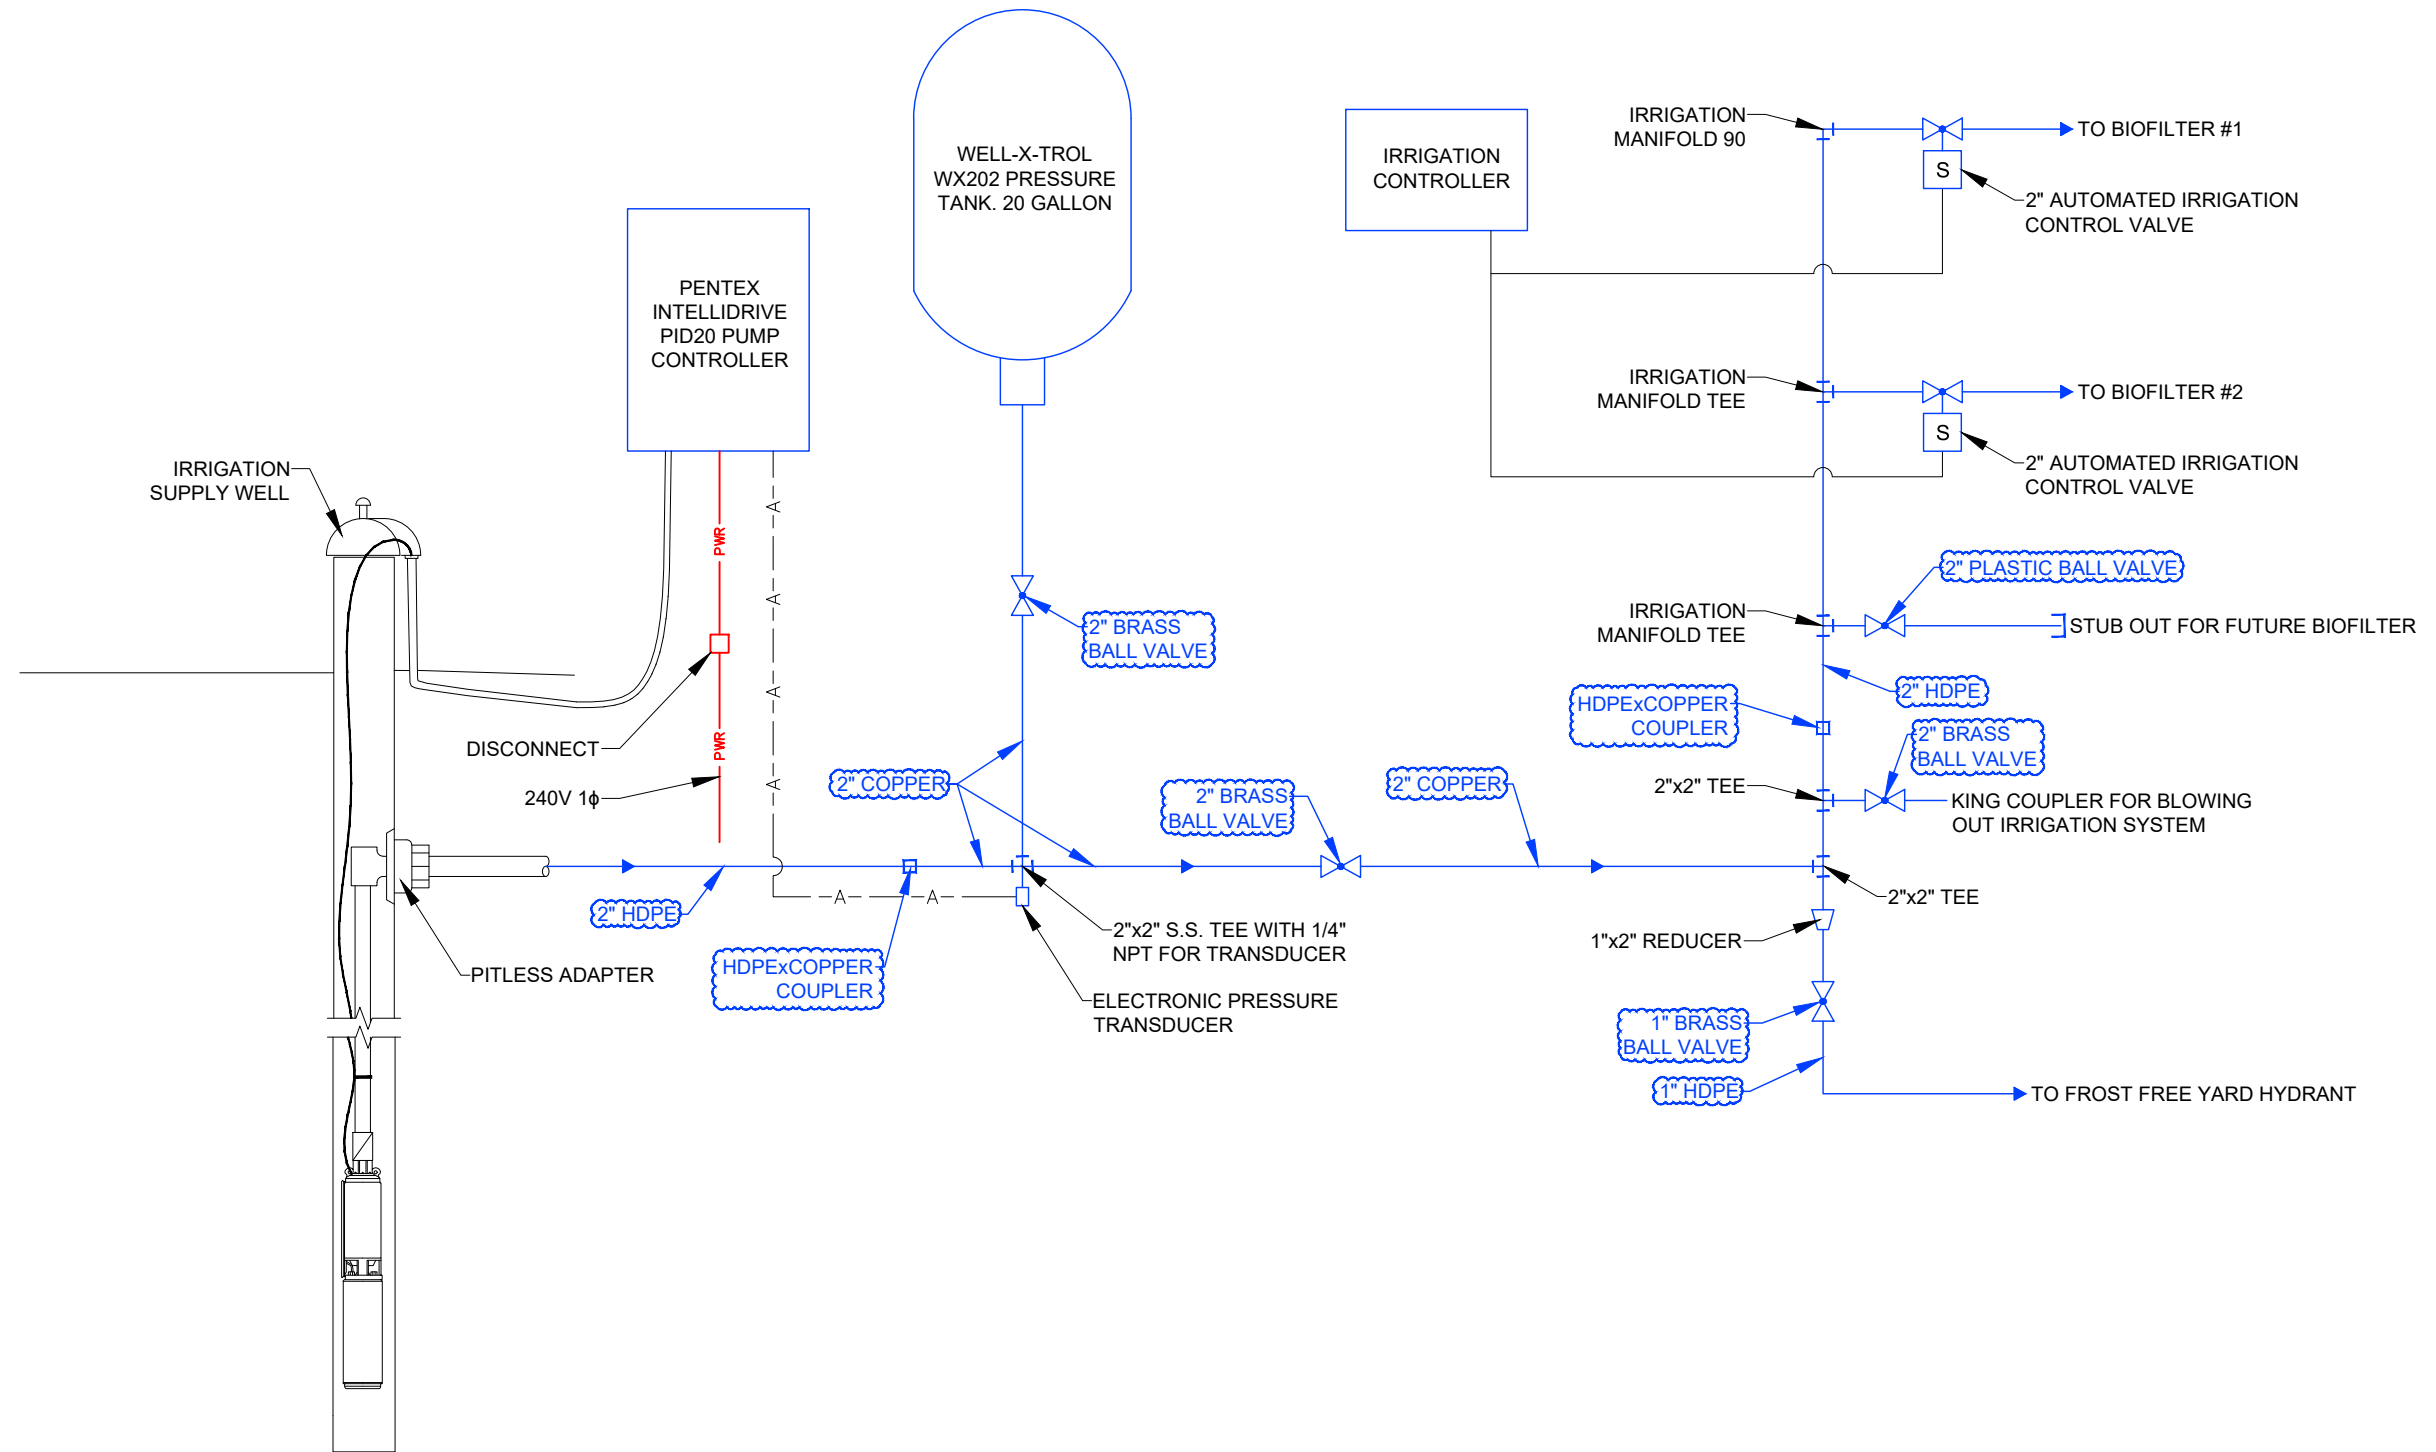 WELL-X-TROL
WX202 PRESSURE
TANK. 20 GALLON
IRRIGATION
CONTROLLER
IRRIGATION
MANIFOLD 90
TO BIOFILTER #1
S
2" AUTOMATED IRRIGATION
CONTROL VALVE
PENTEX
INTELLIDRIVE
PID20 PUMP
CONTROLLER
IRRIGATION
MANIFOLD TEE
TO BIOFILTER #2
S
2" AUTOMATED IRRIGATION
CONTROL VALVE
IRRIGATION
SUPPLY WELL
A
PWR
A
2" PLASTIC BALL VALVE
2" BRASS
BALL VALVE
IRRIGATION
MANIFOLD TEE
STUB OUT FOR FUTURE BIOFILTER
A
2" HDPE
HDPExCOPPER
COUPLER
2" BRASS
BALL VALVE
DISCONNECT
PWR
A
240V 1ϕ
2" COPPER
2" BRASS
BALL VALVE
2" COPPER
2"x2" TEE
KING COUPLER FOR BLOWING
OUT IRRIGATION SYSTEM
2" HDPE
A
A
2"x2" TEE
PITLESS ADAPTER
HDPExCOPPER
COUPLER
2"x2" S.S. TEE WITH 1/4"
NPT FOR TRANSDUCER
1"x2" REDUCER
ELECTRONIC PRESSURE
TRANSDUCER
1" BRASS
BALL VALVE
1" HDPE
TO FROST FREE YARD HYDRANT